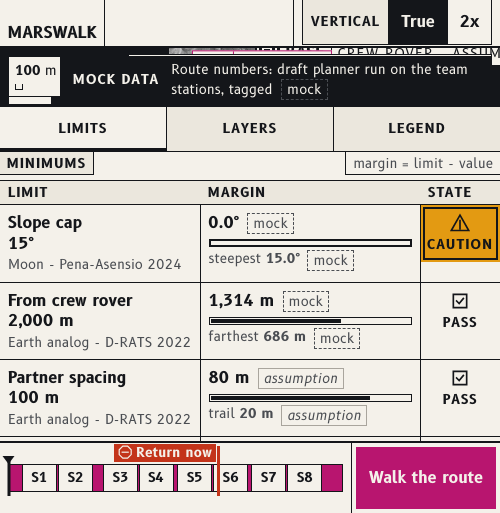 MARSWALK
VERTICAL True 2x
CREW ROVER ASSUM
100 m
MOCK DATA
Route numbers: draft planner run on the team
stations, tagged mock
LIMITS LAYERS LEGEND
MINIMUMS
margin = limit - value
LIMIT MARGIN STATE
Slope cap
15°
Moon - Pena-Asensio 2024
0.0° mock
steepest 15.0° mock
CAUTION
From crew rover
2,000 m
Earth analog - D-RATS 2022
1,314 m mock
farthest 686 m mock
PASS
Partner spacing
100 m
Earth analog - D-RATS 2022
80 m assumption
trail 20 m assumption
PASS
Return now
S1 S2 S3 S4 S5 S6 S7 S8
Walk the route